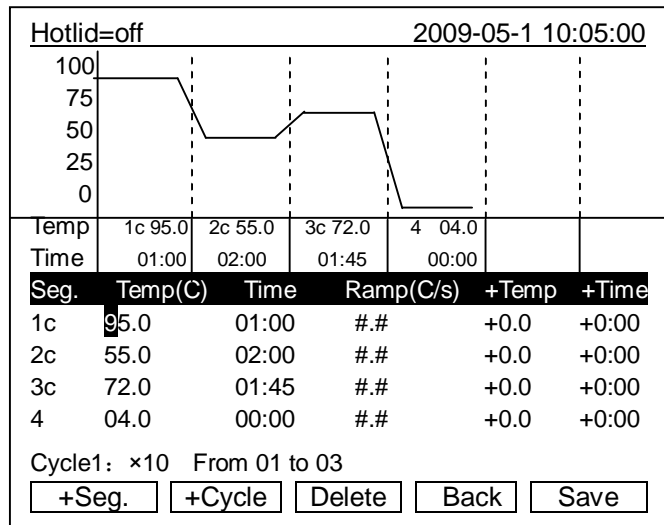 Hotlid=off 2009-05-1 10:05:00
100
75
50
25
0
Temp 1c 95.0 2c 55.0 3c 72.0 4 04.0
Time 01:00 02:00 01:45 00:00
Seg. Temp(C) Time Ramp(C/s) +Temp +Time
1c 95.0 01:00 #.# +0.0 +0:00
2c 55.0 02:00 #.# +0.0 +0:00
3c 72.0 01:45 #.# +0.0 +0:00
4 04.0 00:00 #.# +0.0 +0:00
Cycle1： ×10 From 01 to 03
+Seg. +Cycle Delete Back Save